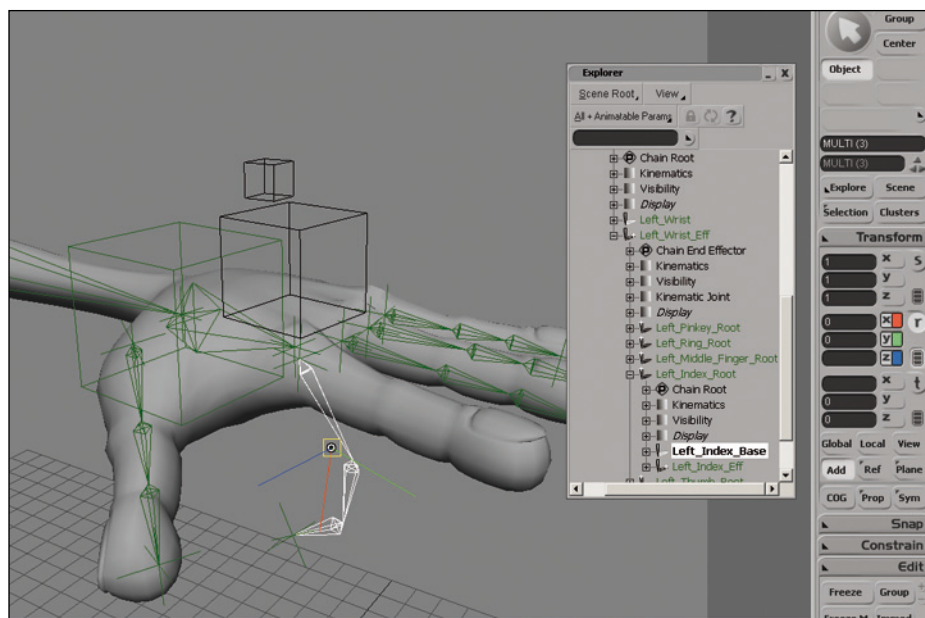 Explorer
_ X
Scene Root
View
All + Animatable Params
?
Chain Root
Kinematics
Visibility
Display
Left_Wrist
Left_Wrist_Eff
Chain End Effector
Kinematics
Visibility
Kinematic Joint
Display
Left_Pinkey_Root
Left_Ring_Root
Left_Middle_Finger_Root
Left_Index_Root
Chain Root
Kinematics
Visibility
Display
Left_Index_Base
Left_Index_Eff
Left_Thumb_Root
Group
Center
Object
MULTI (3)
MULTI (3)
Explore Scene
Selection Clusters
Transform
1 x s
1 y
1 z
0 x r
0 y
z
x t
0 y
0 z
Global Local View
Add Ref Plane
COG Prop Sym
Snap
Constrain
Edit
Freeze Group
Freeze M Immed